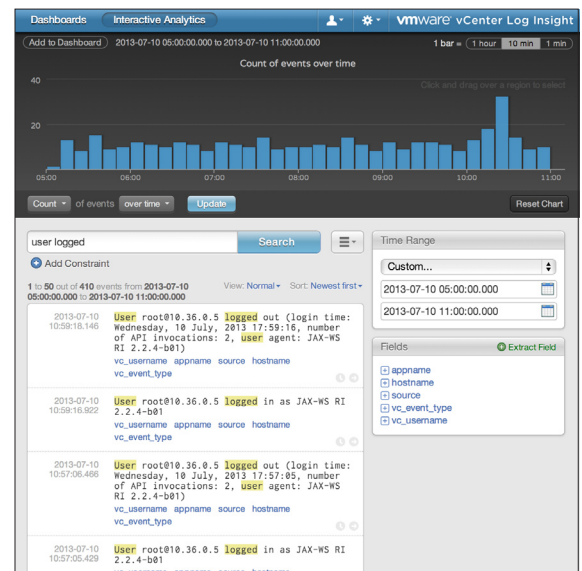 Dashboards Interactive Analytics vmware vCenter Log Insight
Add to Dashboard 2013-07-10 05:00:00.000 to 2013-07-10 11:00:00.000 1 bar = 1 hour 10 min 1 min
Count of events over time
Click and drag over a region to select
40
20
05:00 06:00 07:00 08:00 09:00 10:00 11:00
Count of events over time Update Reset Chart
user logged Search
Add Constraint
1 to 50 out of 410 events from 2013-07-10
05:00:00.000 to 2013-07-10 11:00:00.000
View: Normal Sort: Newest first
2013-07-10
10:59:18.146
User root@10.36.0.5 logged out (login time:
Wednesday, 10 July, 2013 17:59:16, number
of API invocations: 2, user agent: JAX-WS
RI 2.2.4-b01)
vc_username appname source hostname
vc_event_type
2013-07-10
10:59:16.922
User root@10.36.0.5 logged in as JAX-WS RI
2.2.4-b01
vc_username appname source hostname
vc_event_type
2013-07-10
10:57:06.466
User root@10.36.0.5 logged out (login time:
Wednesday, 10 July, 2013 17:57:05, number
of API invocations: 2, user agent: JAX-WS
RI 2.2.4-b01)
vc_username appname source hostname
vc_event_type
2013-07-10
10:57:05.429
User root@10.36.0.5 logged in as JAX-WS RI
2.2.4-b01
vc_username appname source hostname
Time Range
Custom...
2013-07-10 05:00:00.000
2013-07-10 11:00:00.000
Fields Extract Field
appname
hostname
source
vc_event_type
vc_username